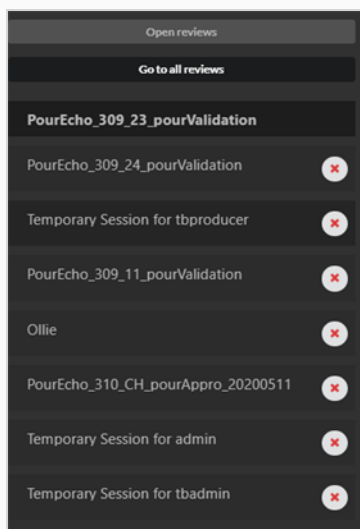 Open reviews
Go to all reviews
PourEcho_309_23_pourValidation
PourEcho_309_24_pourValidation
Temporary Session for tbproducer
PourEcho_309_11_pourValidation
Ollie
PourEcho_310_CH_pourAppro_20200511
Temporary Session for admin
Temporary Session for tbadmin